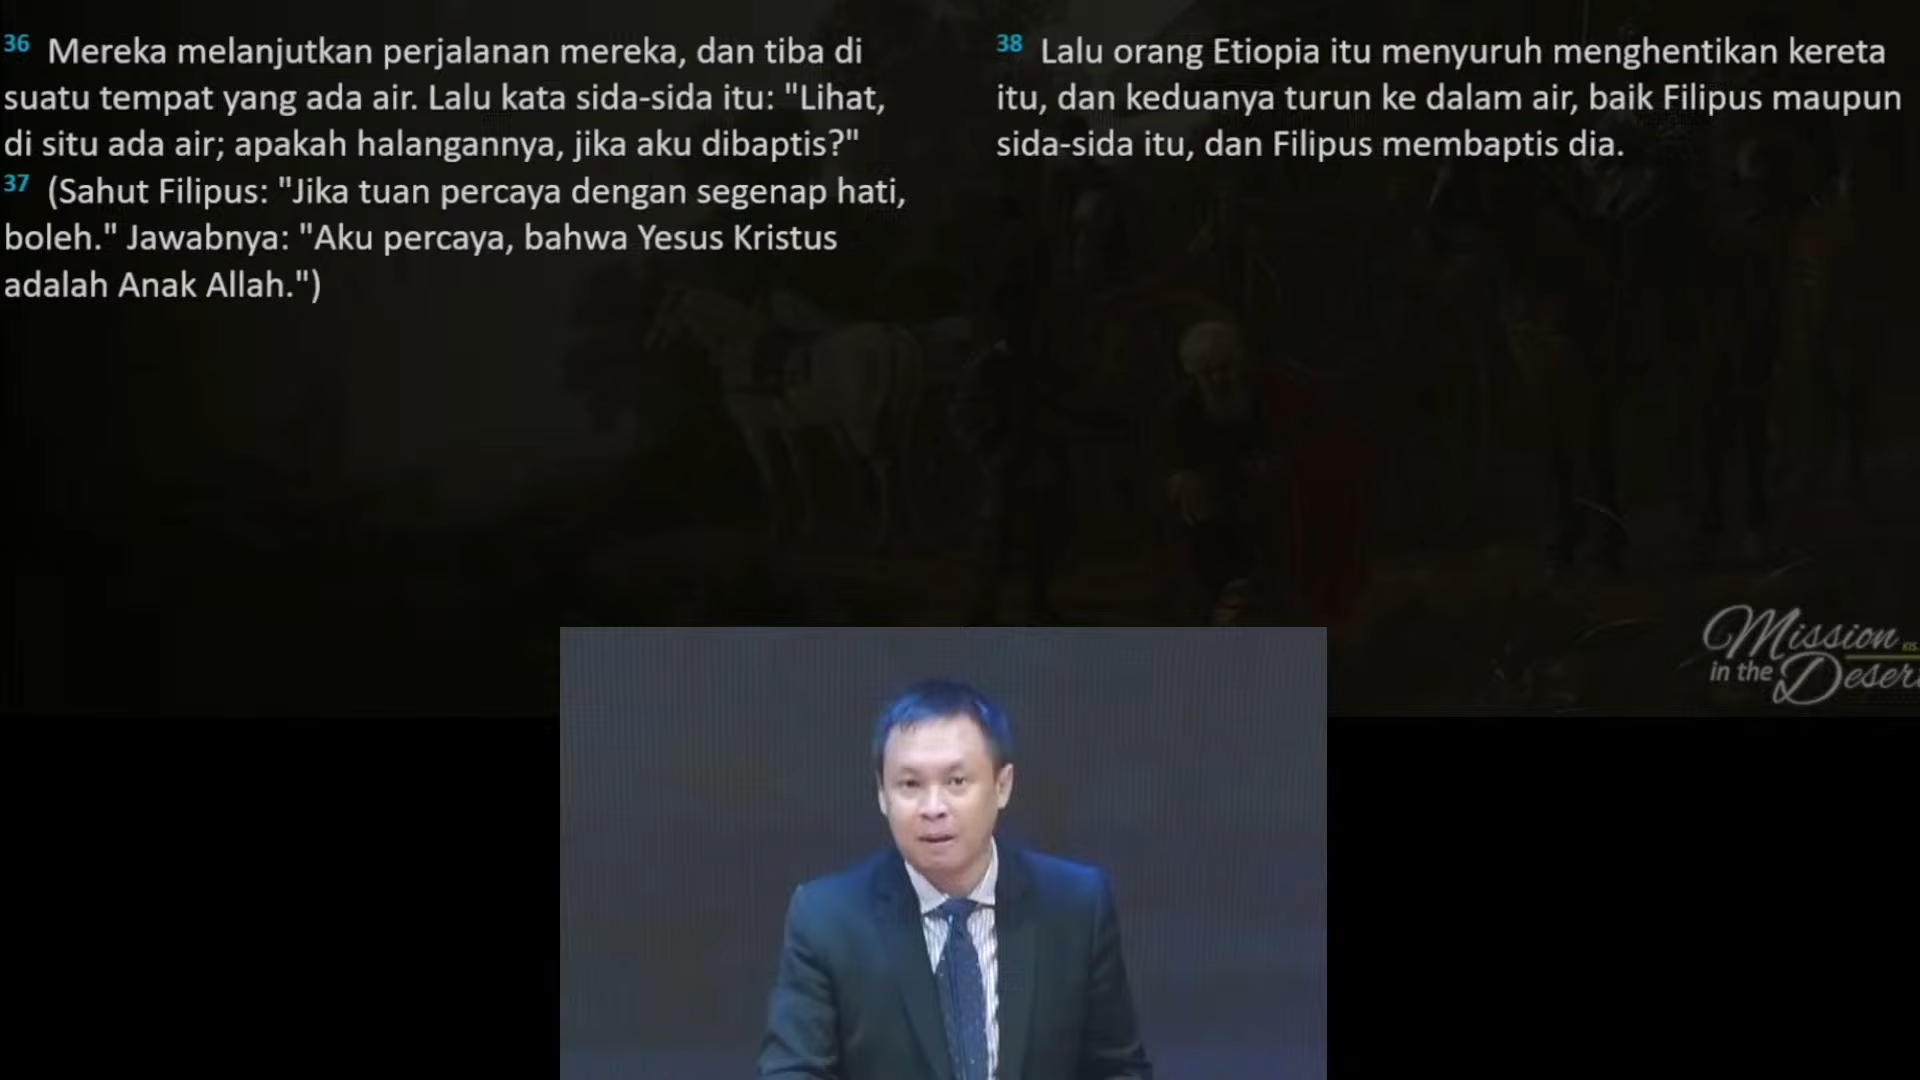 36 Mereka melanjutkan perjalanan mereka, dan tiba di
suatu tempat yang ada air. Lalu kata sida-sida itu: "Lihat,
di situ ada air; apakah halangannya, jika aku dibaptis?"
37 (Sahut Filipus: "Jika tuan percaya dengan segenap hati,
boleh." Jawabnya: "Aku percaya, bahwa Yesus Kristus
adalah Anak Allah.")
38 Lalu orang Etiopia itu menyuruh menghentikan kereta
itu, dan keduanya turun ke dalam air, baik Filipus maupun
sida-sida itu, dan Filipus membaptis dia.
Mission
in the Desert